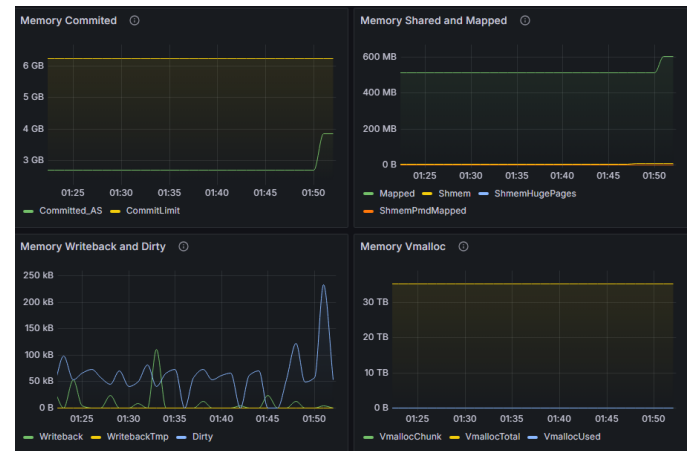 Memory Commited
6 GB
5 GB
4 GB
3 GB
01:25 01:30 01:35 01:40 01:45 01:50
Committed_AS CommitLimit
Memory Shared and Mapped
600 MB
400 MB
200 MB
0 B
01:25 01:30 01:35 01:40 01:45 01:50
Mapped Shmem ShmemHugePages
ShmemPmdMapped
Memory Writeback and Dirty
250 kB
200 kB
150 kB
100 kB
50 kB
0 B
01:25 01:30 01:35 01:40 01:45 01:50
Writeback WritebackTmp Dirty
Memory Vmalloc
30 TB
20 TB
10 TB
0 B
01:25 01:30 01:35 01:40 01:45 01:50
VmallocChunk VmallocTotal VmallocUsed